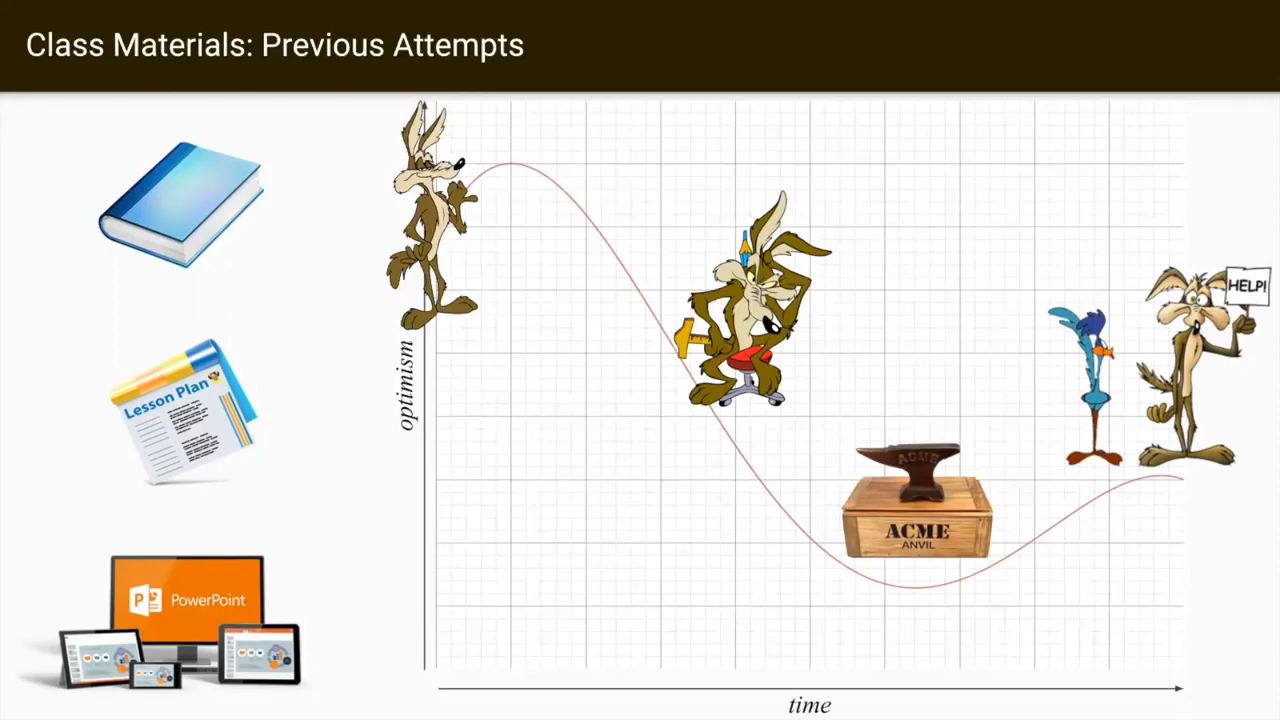 Class Materials: Previous Attempts
Lesson Plan
P
PowerPoint
optimism
ACME
ACME
ANVIL
HELP!
time